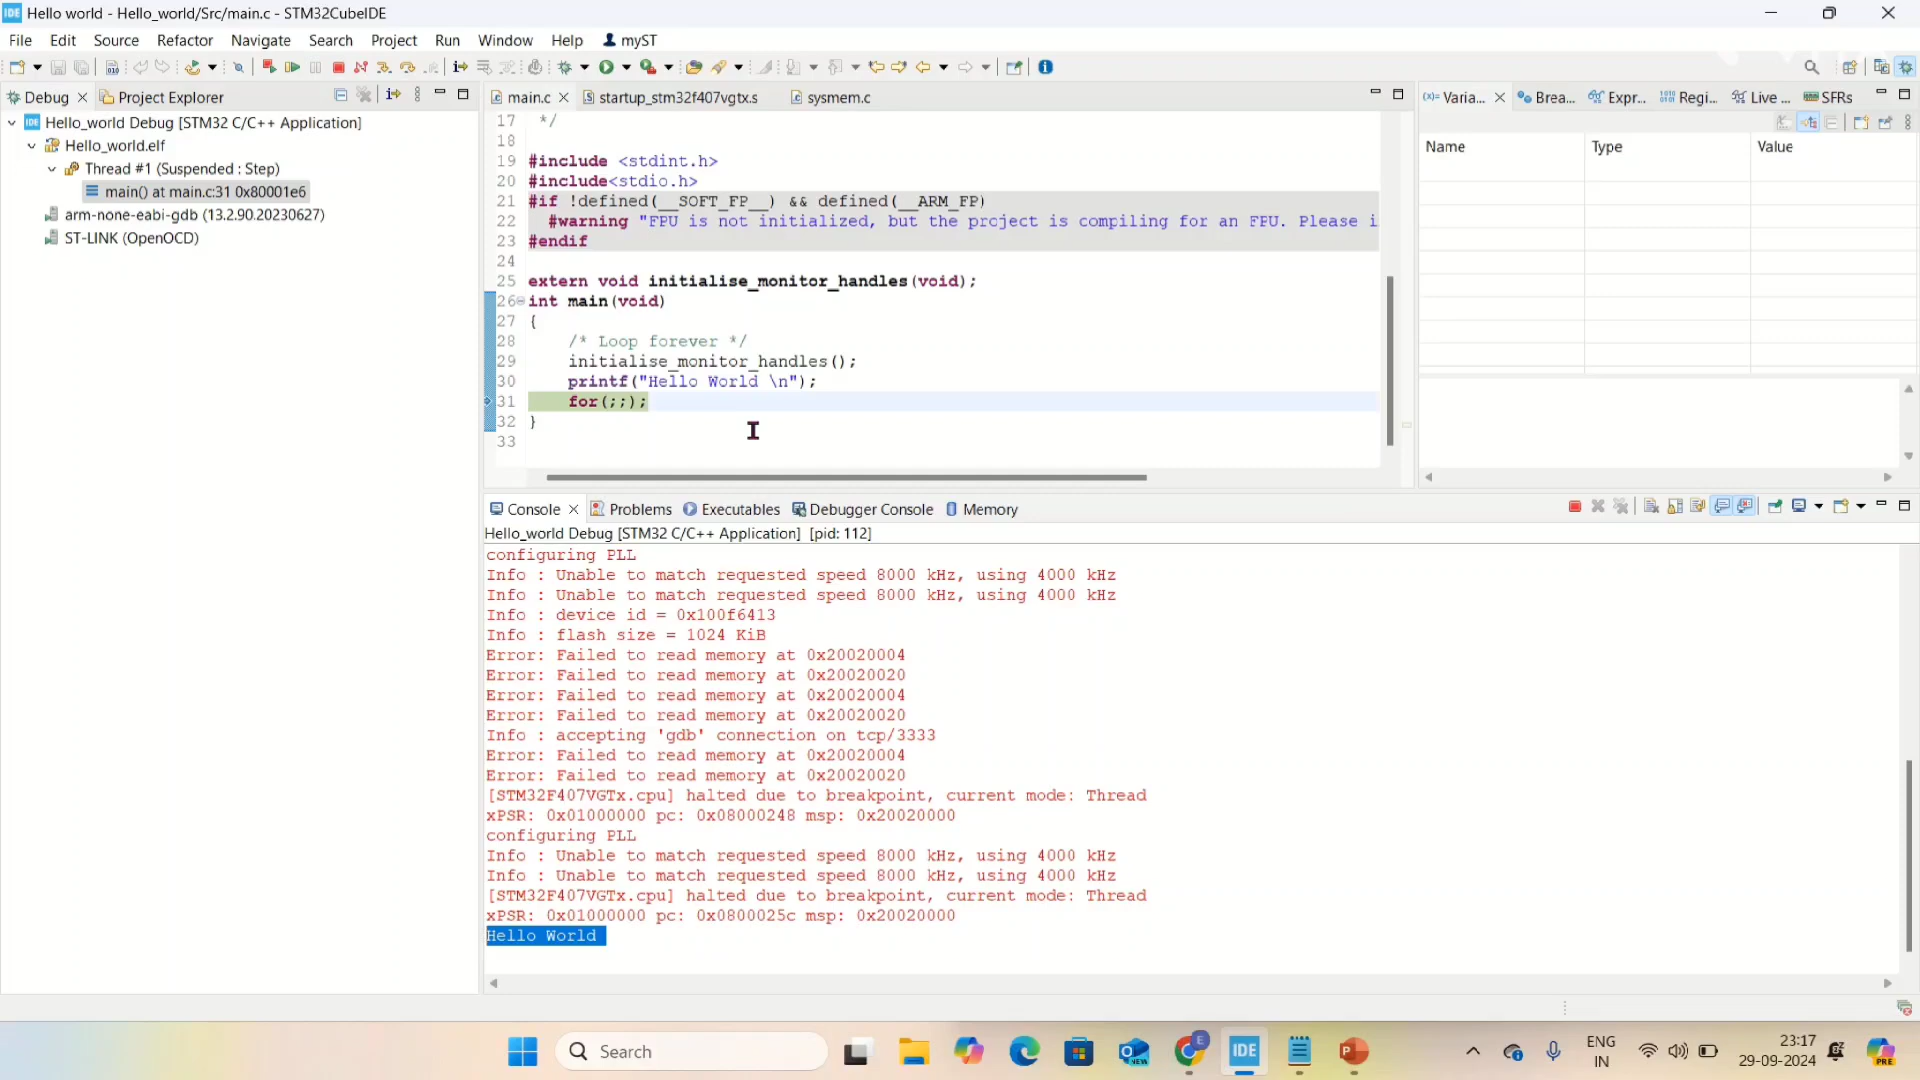 IDE Hello world - Hello_world/Src/main.c - STM32CubeIDE
File Edit Source Refactor Navigate Search Project Run Window Help myST
Debug Project Explorer
Hello_world Debug [STM32 C/C++ Application]
Hello_world.elf
Thread #1 (Suspended : Step)
main() at main.c:31 0x80001e6
arm-none-eabi-gdb (13.2.90.20230627)
ST-LINK (OpenOCD)
main.c startup_stm32f407vgtx.s sysmem.c
17 */
18
19 #include <stdint.h>
20 #include<stdio.h>
21 #if !defined(__SOFT_FP__) && defined(__ARM_FP)
22 #warning "FPU is not initialized, but the project is compiling for an FPU. Please i
23 #endif
24
25 extern void initialise_monitor_handles(void);
26 int main(void)
27 {
28 /* Loop forever */
29 initialise_monitor_handles();
30 printf("Hello World \n");
31 for(;;);
32 }
33
(x)= Varia... Brea... Expr... Regi... Live ... SFRs
Name Type Value
Console Problems Executables Debugger Console Memory
Hello_world Debug [STM32 C/C++ Application] [pid: 112]
configuring PLL
Info : Unable to match requested speed 8000 kHz, using 4000 kHz
Info : Unable to match requested speed 8000 kHz, using 4000 kHz
Info : device id = 0x100f6413
Info : flash size = 1024 KiB
Error: Failed to read memory at 0x20020004
Error: Failed to read memory at 0x20020020
Error: Failed to read memory at 0x20020004
Error: Failed to read memory at 0x20020020
Info : accepting 'gdb' connection on tcp/3333
Error: Failed to read memory at 0x20020004
Error: Failed to read memory at 0x20020020
[STM32F407VGTx.cpu] halted due to breakpoint, current mode: Thread
xPSR: 0x01000000 pc: 0x08000248 msp: 0x20020000
configuring PLL
Info : Unable to match requested speed 8000 kHz, using 4000 kHz
Info : Unable to match requested speed 8000 kHz, using 4000 kHz
[STM32F407VGTx.cpu] halted due to breakpoint, current mode: Thread
xPSR: 0x01000000 pc: 0x0800025c msp: 0x20020000
Hello World
Search
IDE
ENG
IN
23:17
29-09-2024